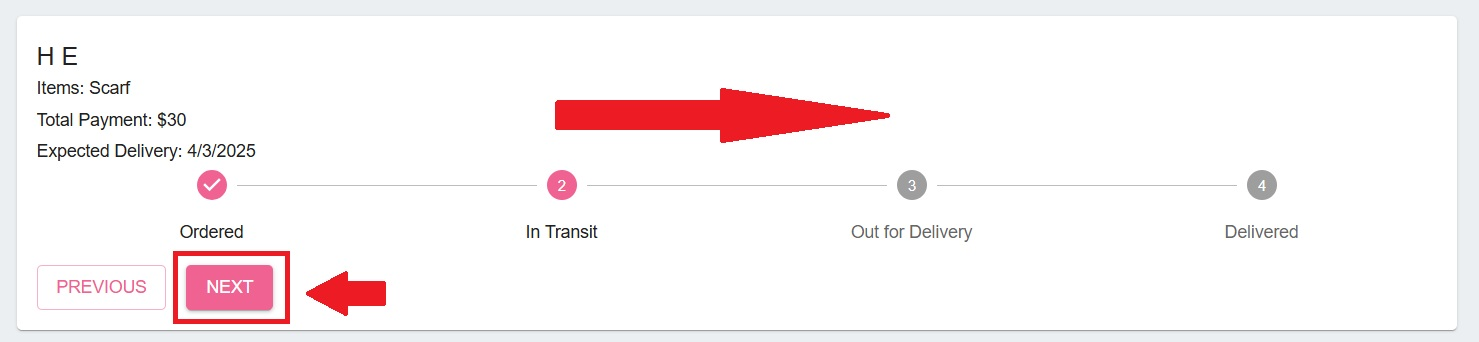 H E
Items: Scarf
Total Payment: $30
Expected Delivery: 4/3/2025
2 3 4
Ordered In Transit Out for Delivery Delivered
PREVIOUS NEXT